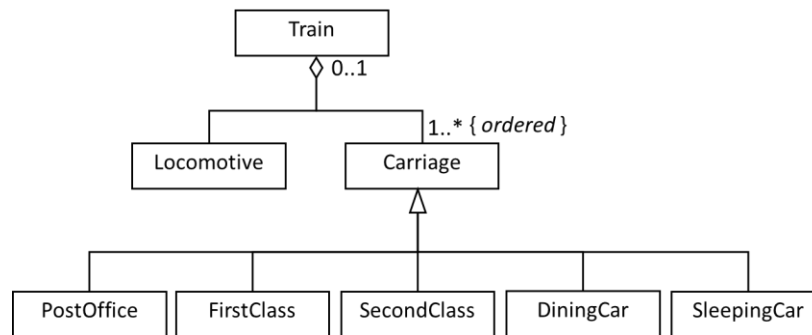 Train
0..1
1..* { ordered }
Locomotive
Carriage
PostOffice
FirstClass
SecondClass
DiningCar
SleepingCar